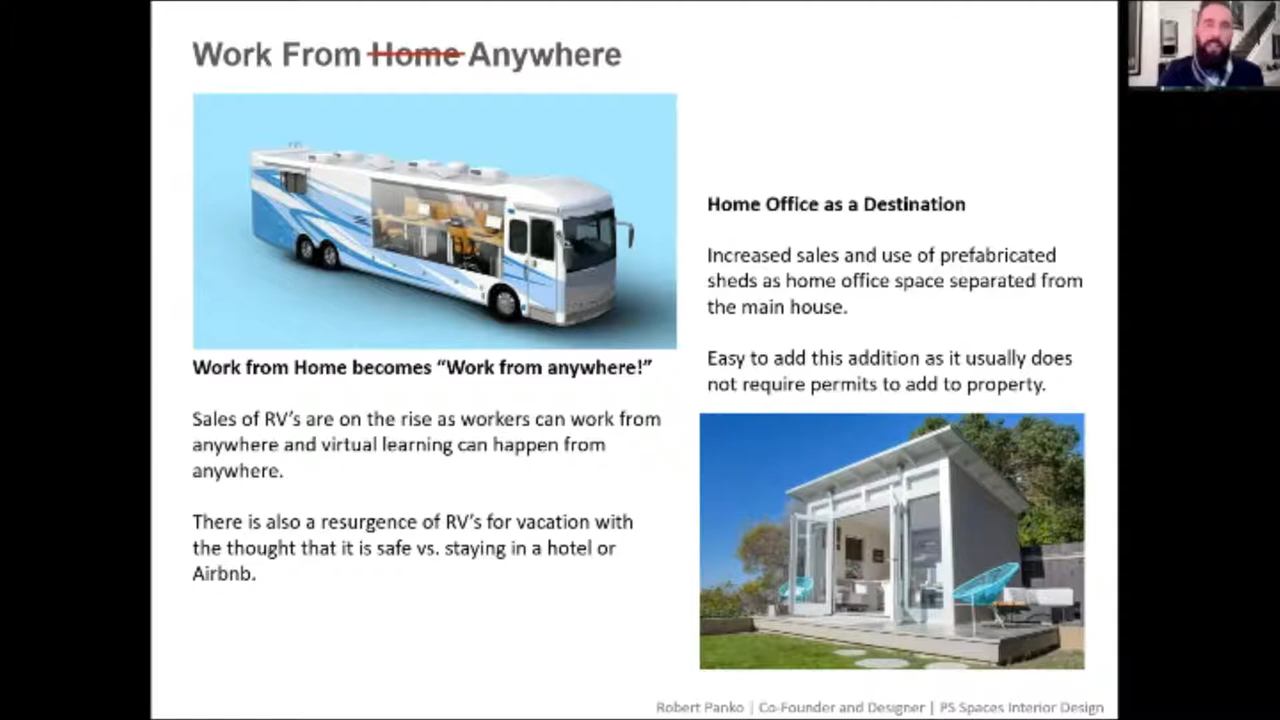 Work From Home Anywhere
Work from Home becomes “Work from anywhere!”
Sales of RV’s are on the rise as workers can work from
anywhere and virtual learning can happen from
anywhere.
There is also a resurgence of RV’s for vacation with
the thought that it is safe vs. staying in a hotel or
Airbnb.
Home Office as a Destination
Increased sales and use of prefabricated
sheds as home office space separated from
the main house.
Easy to add this addition as it usually does
not require permits to add to property.
Robert Panko | Co-Founder and Designer | PS Spaces Interior Design